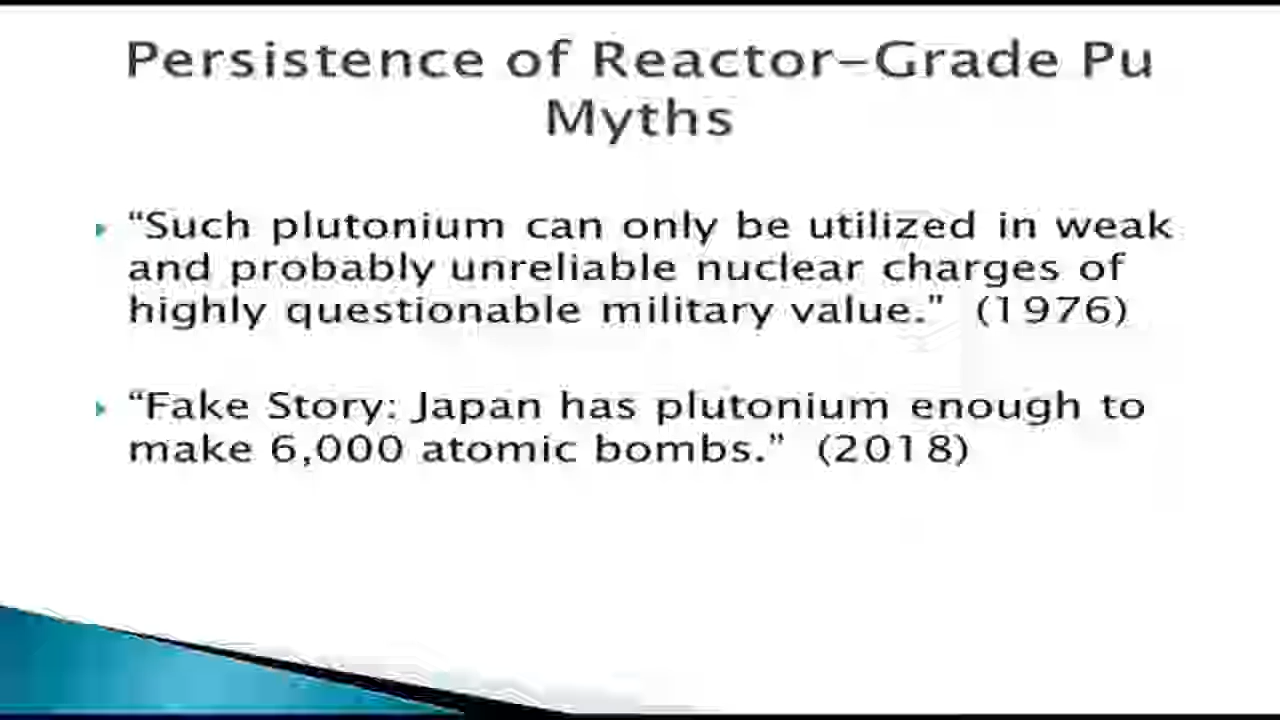 Persistence of Reactor-Grade Pu
Myths
“Such plutonium can only be utilized in weak
and probably unreliable nuclear charges of
highly questionable military value.” (1976)
“Fake Story: Japan has plutonium enough to
make 6,000 atomic bombs.” (2018)